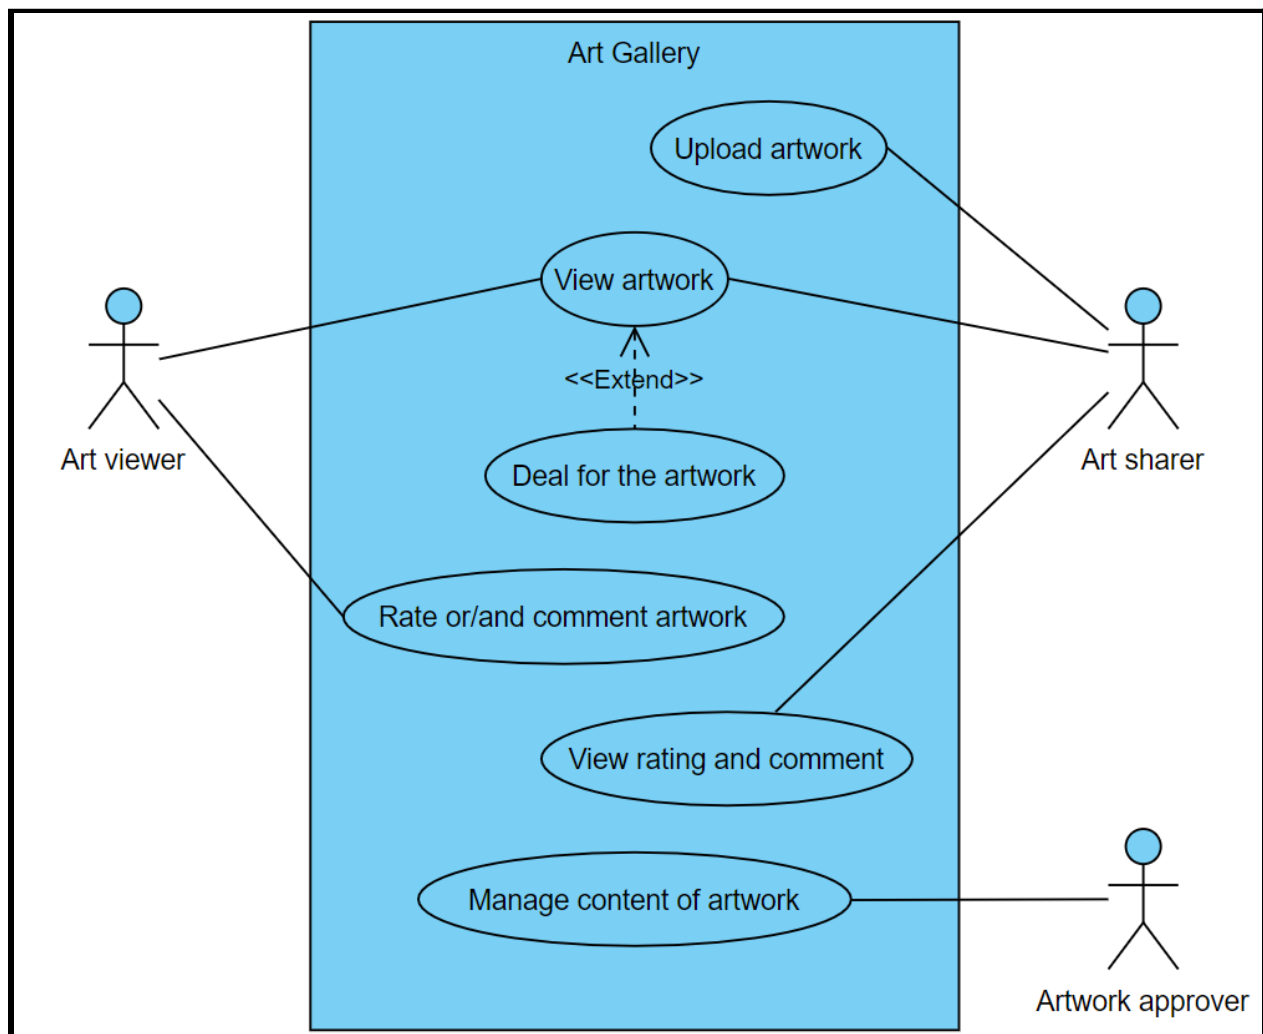 Art Gallery
Upload artwork
View artwork
<<Extend>>
Art viewer
Art sharer
Deal for the artwork
Rate or/and comment artwork
View rating and comment
Manage content of artwork
Artwork approver